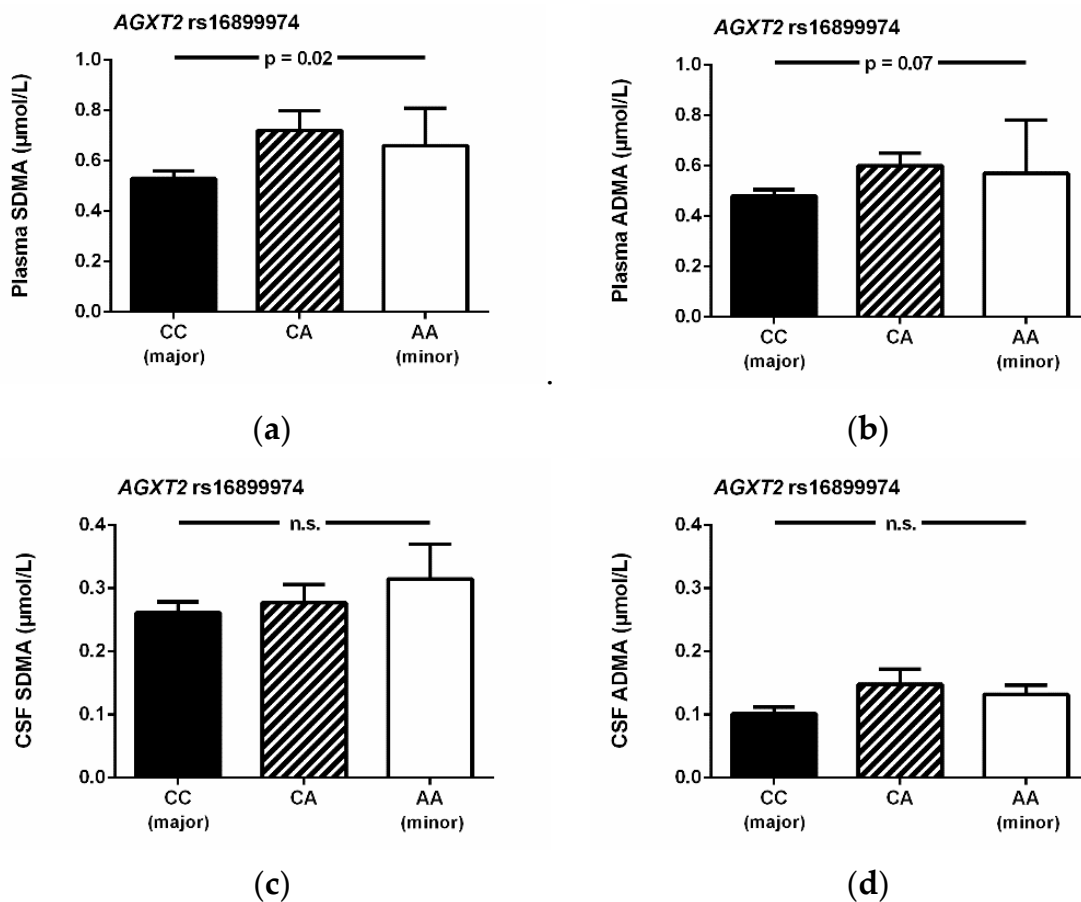 AGXT2 rs16899974
p = 0.02
Plasma SDMA (µmol/L)
1.0
0.8
0.6
0.4
0.2
0.0
CC
(major)
CA
AA
(minor)
.
(a)
AGXT2 rs16899974
p = 0.07
Plasma ADMA (µmol/L)
1.0
0.8
0.6
0.4
0.2
0.0
CC
(major)
CA
AA
(minor)
(b)
AGXT2 rs16899974
n.s.
CSF SDMA (µmol/L)
0.4
0.3
0.2
0.1
0.0
CC
(major)
CA
AA
(minor)
(c)
AGXT2 rs16899974
n.s.
CSF ADMA (µmol/L)
0.4
0.3
0.2
0.1
0.0
CC
(major)
CA
AA
(minor)
(d)